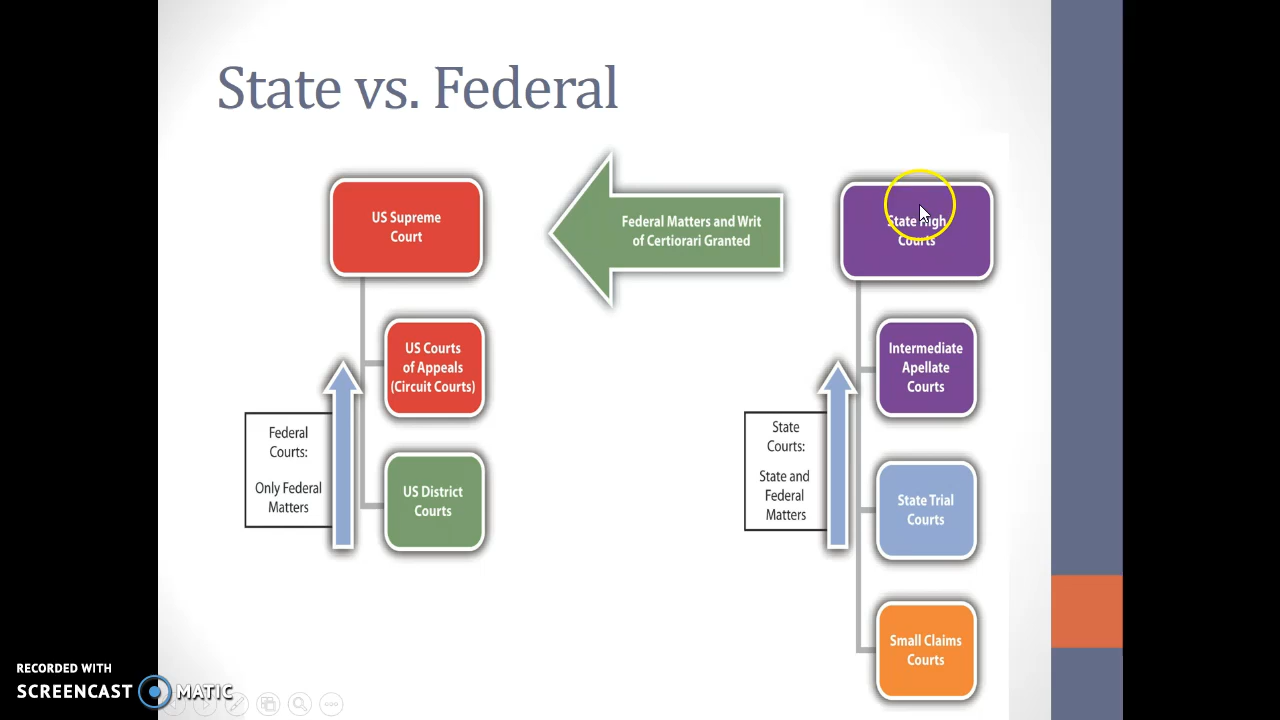 State vs. Federal
US Supreme
Court
Federal Matters and Writ
of Certiorari Granted
State High
Courts
US Courts
of Appeals
(Circuit Courts)
Intermediate
Apellate
Courts
Federal
Courts:
Only Federal
Matters
State
Courts:
State and
Federal
Matters
US District
Courts
State Trial
Courts
Small Claims
Courts
RECORDED WITH
SCREENCAST MATIC